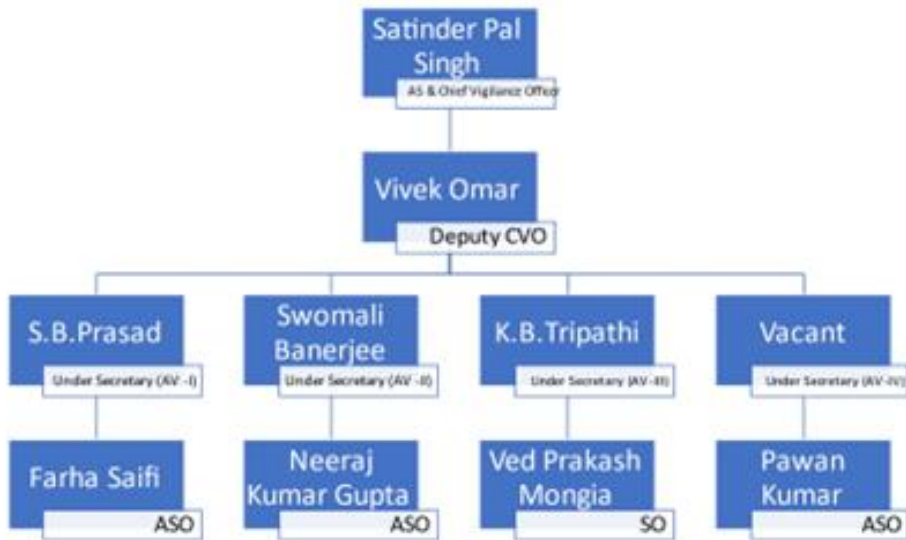 Satinder Pal
Singh
AS & Chief Vigilance Officer
Vivek Omar
Deputy CVO
S.B.Prasad
Under Secretary (AV -I)
Swomali
Banerjee
Under Secretary (AV -II)
K.B.Tripathi
Under Secretary (AV -III)
Vacant
Under Secretary (AV-IV)
Farha Saifi
ASO
Neeraj
Kumar Gupta
ASO
Ved Prakash
Mongia
SO
Pawan
Kumar
ASO